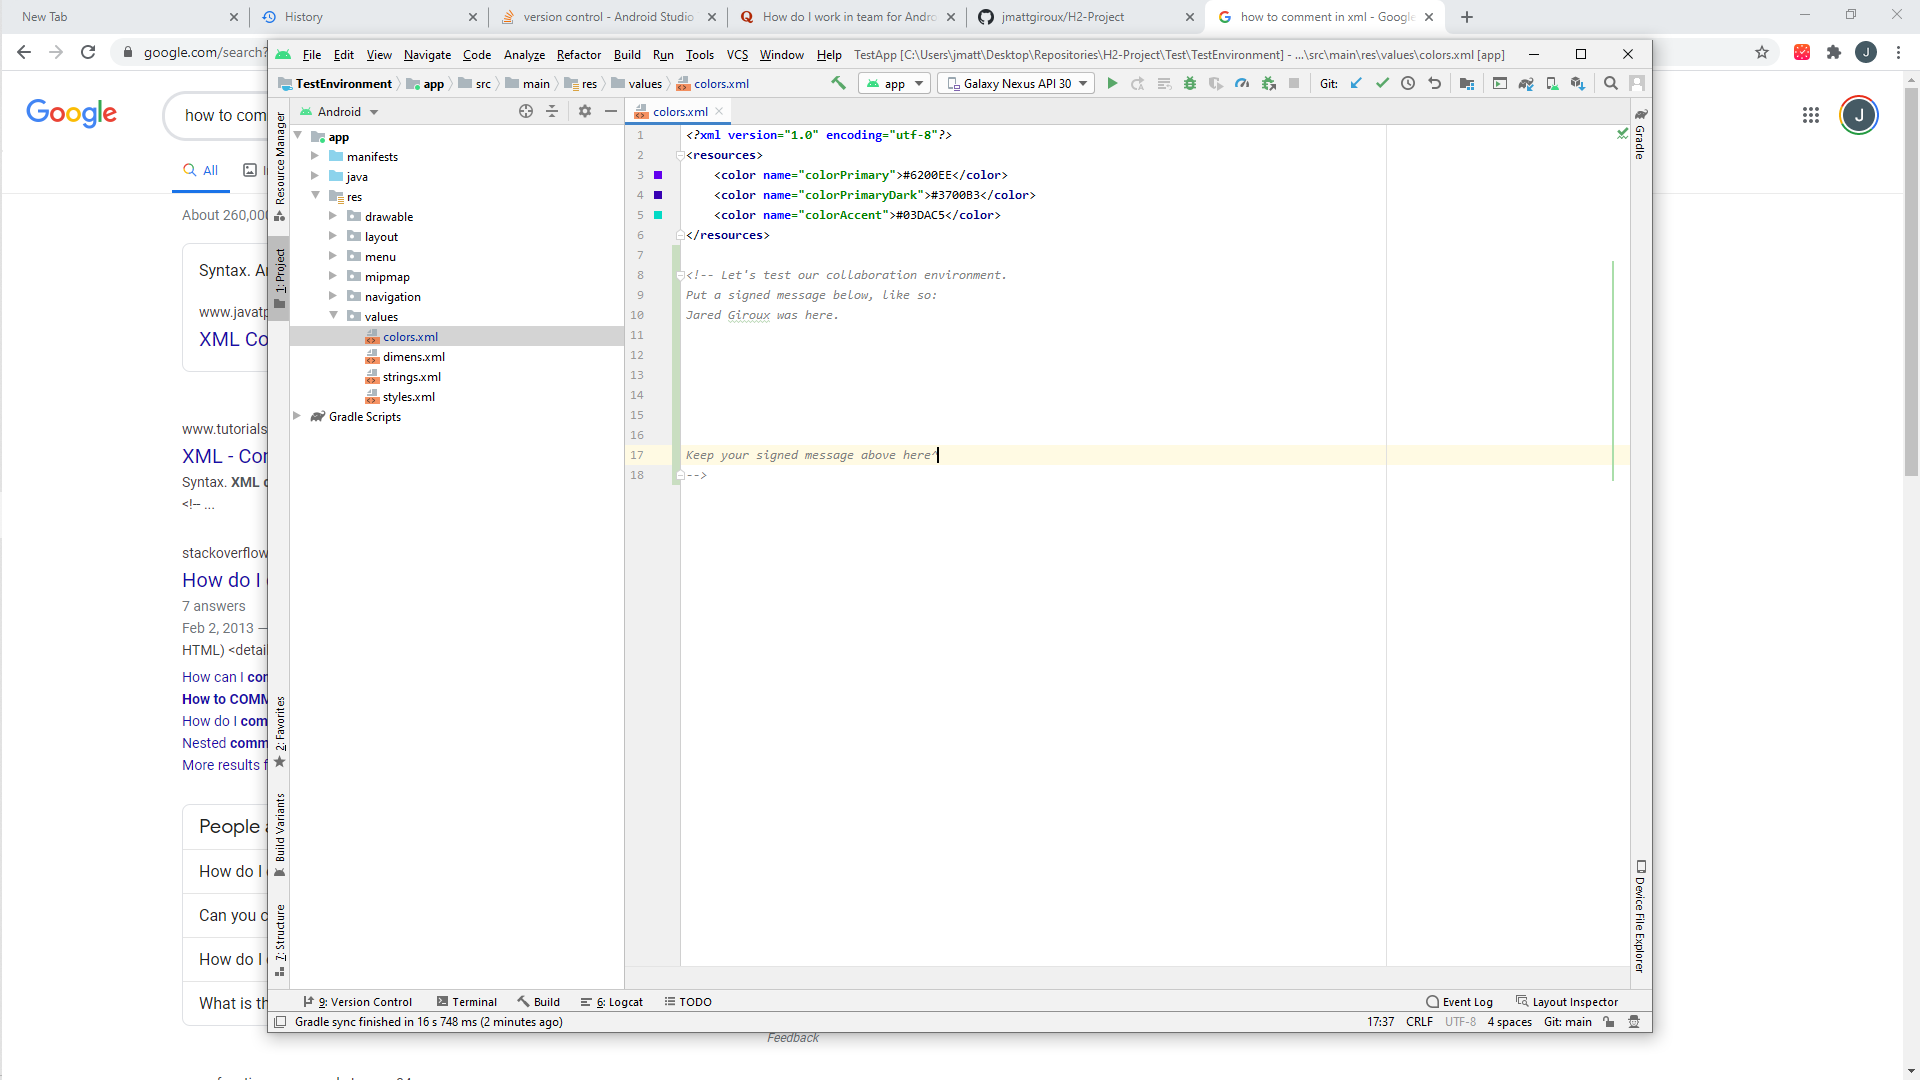 New Tab
History
version control - Android Studio
How do I work in team for Andro
jmattgiroux/H2-Project
how to comment in xml - Google
google.com/search?
File Edit View Navigate Code Analyze Refactor Build Run Tools VCS Window Help TestApp [C:\Users\jmatt\Desktop\Repositories\H2-Project\Test\TestEnvironment] - ...\src\main\res\values\colors.xml [app]
TestEnvironment app src main res values colors.xml
app Galaxy Nexus API 30 Git:
Google
how to com
J
J
All
About 260,000
Syntax. A
www.javatp
XML Co
www.tutorials
XML - Com
Syntax. XML c
<!-- ...
stackoverflow
How do I
7 answers
Feb 2, 2013 —
HTML) <detai
How can I com
How to COMM
How do I com
Nested comm
More results f
People a
How do I
Can you c
How do I
What is th
Feedback
Resource Manager
1: Project
2: Favorites
Build Variants
7: Structure
Android
app
manifests
java
res
drawable
layout
menu
mipmap
navigation
values
colors.xml
dimens.xml
strings.xml
styles.xml
Gradle Scripts
colors.xml
1 <?xml version="1.0" encoding="utf-8"?>
2 <resources>
3 <color name="colorPrimary">#6200EE</color>
4 <color name="colorPrimaryDark">#3700B3</color>
5 <color name="colorAccent">#03DAC5</color>
6 </resources>
7
8 <!-- Let's test our collaboration environment.
9 Put a signed message below, like so:
10 Jared Giroux was here.
11
12
13
14
15
16
17 Keep your signed message above here^
18 -->
Gradle
Device File Explorer
9: Version Control Terminal Build 6: Logcat TODO Event Log Layout Inspector
Gradle sync finished in 16 s 748 ms (2 minutes ago) 17:37 CRLF UTF-8 4 spaces Git: main